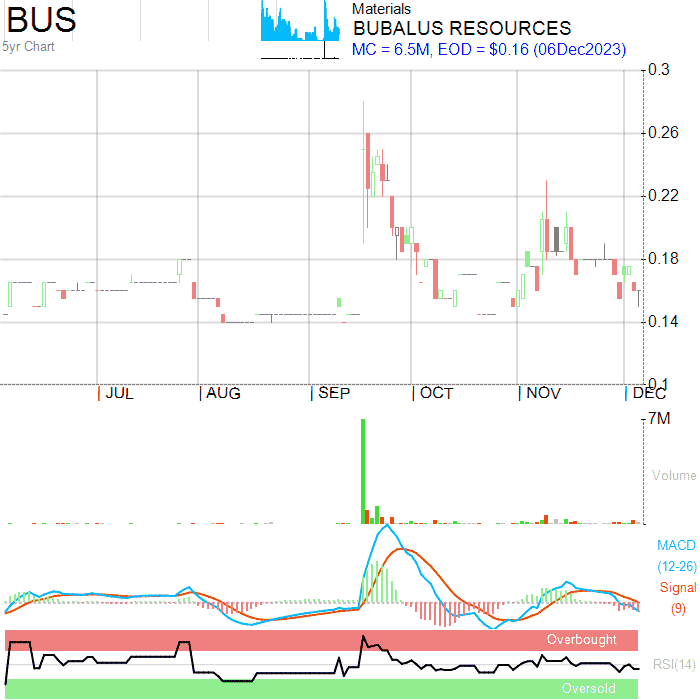 BUS
5yr Chart
Materials
BUBALUS RESOURCES
MC = 6.5M, EOD = $0.16 (06Dec2023)
0.3
0.26
0.22
0.18
0.14
0.1
JUL AUG SEP OCT NOV DEC
7M
Volume
MACD
(12-26)
Signal
(9)
Overbought
RSI(14)
Oversold